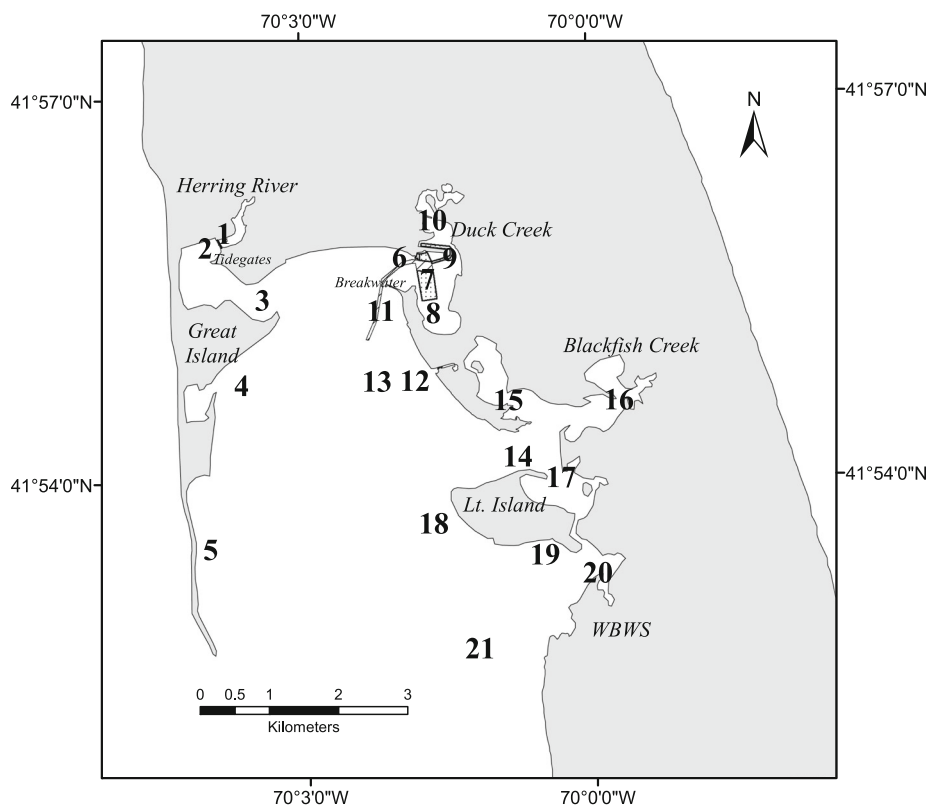 70°3'0"W 70°0'0"W
41°57'0"N 41°57'0"N
N
Herring River
10
Duck Creek
1
2
Tidegates
6 9
Breakwater 7
3
11 8
Great
Island
Blackfish Creek
4 13 12
15 16
14
17
41°54'0"N 41°54'0"N
Lt. Island
18
5 19
20
WBWS
21
0 0.5 1 2 3
Kilometers
70°3'0"W 70°0'0"W